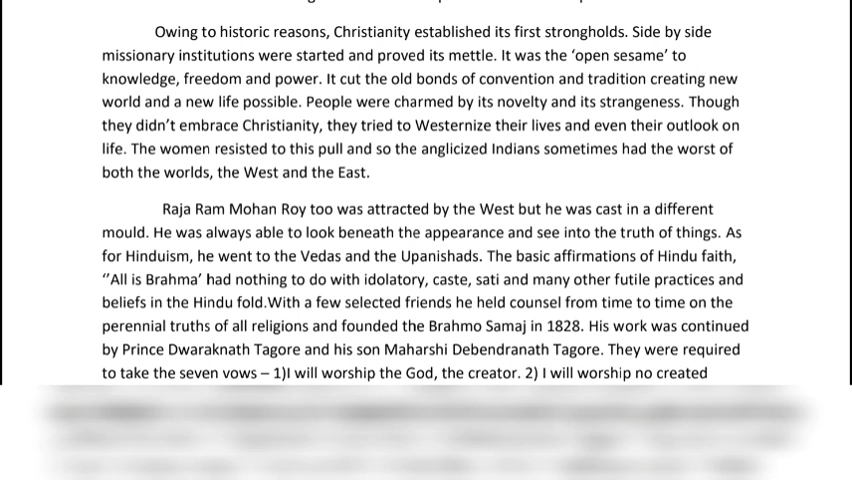 Owing to historic reasons, Christianity established its first strongholds. Side by side
missionary institutions were started and proved its mettle. It was the ‘open sesame’ to
knowledge, freedom and power. It cut the old bonds of convention and tradition creating new
world and a new life possible. People were charmed by its novelty and its strangeness. Though
they didn’t embrace Christianity, they tried to Westernize their lives and even their outlook on
life. The women resisted to this pull and so the anglicized Indians sometimes had the worst of
both the worlds, the West and the East.
Raja Ram Mohan Roy too was attracted by the West but he was cast in a different
mould. He was always able to look beneath the appearance and see into the truth of things. As
for Hinduism, he went to the Vedas and the Upanishads. The basic affirmations of Hindu faith,
‘’All is Brahma’ had nothing to do with idolatory, caste, sati and many other futile practices and
beliefs in the Hindu fold.With a few selected friends he held counsel from time to time on the
perennial truths of all religions and founded the Brahmo Samaj in 1828. His work was continued
by Prince Dwaraknath Tagore and his son Maharshi Debendranath Tagore. They were required
to take the seven vows – 1)I will worship the God, the creator. 2) I will worship no created